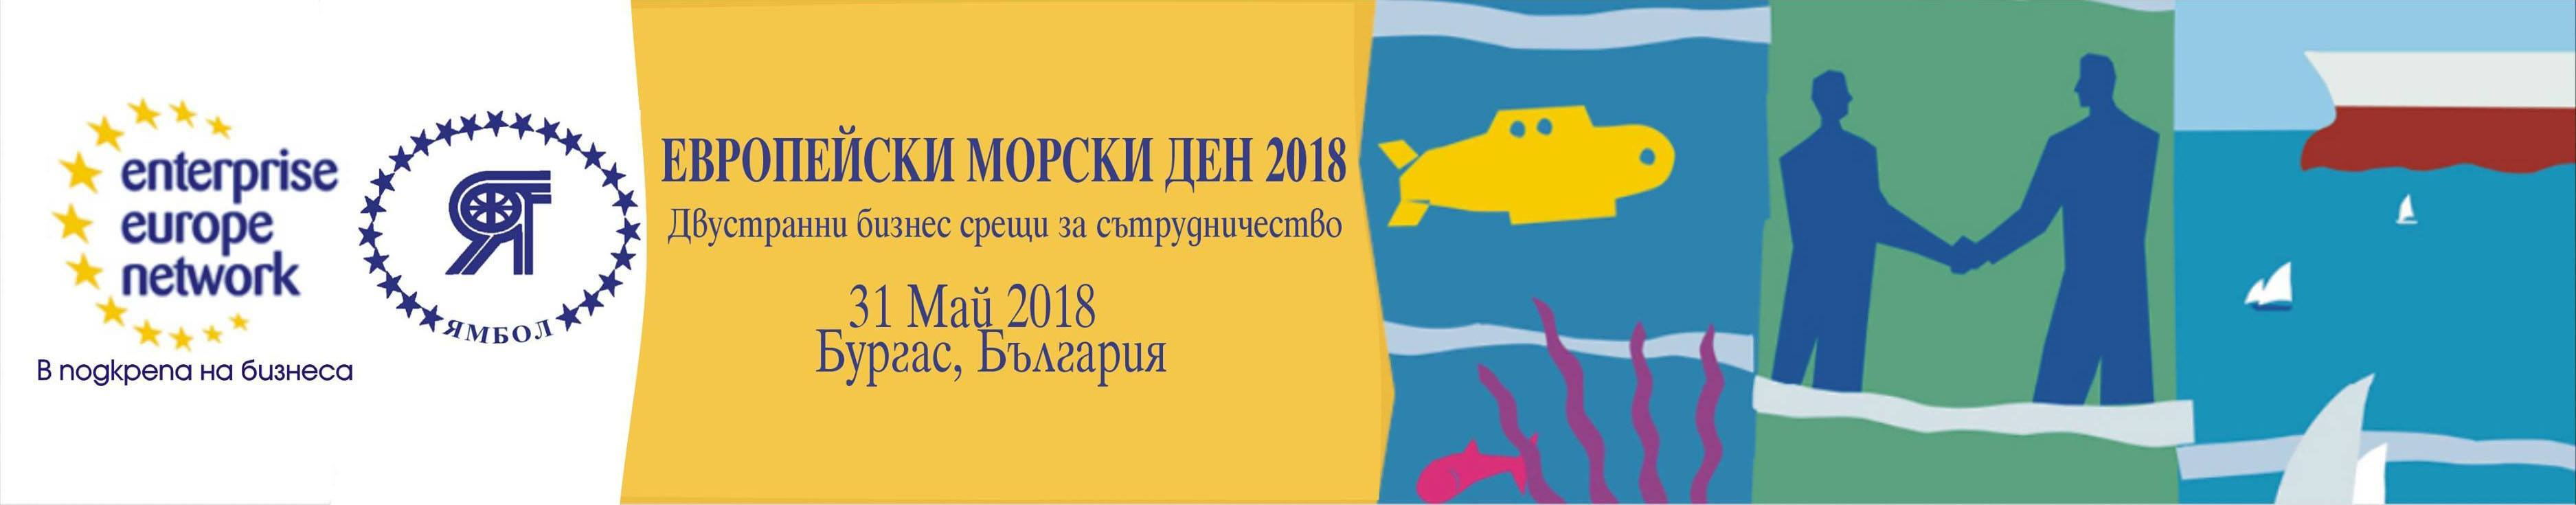 enterprise
europe
network
В подкрепа на бизнеса
ЯМБОЛ
ЕВРОПЕЙСКИ МОРСКИ ДЕН 2018
Двустранни бизнес срещи за сътрудничество
31 Май 2018
Бургас, България